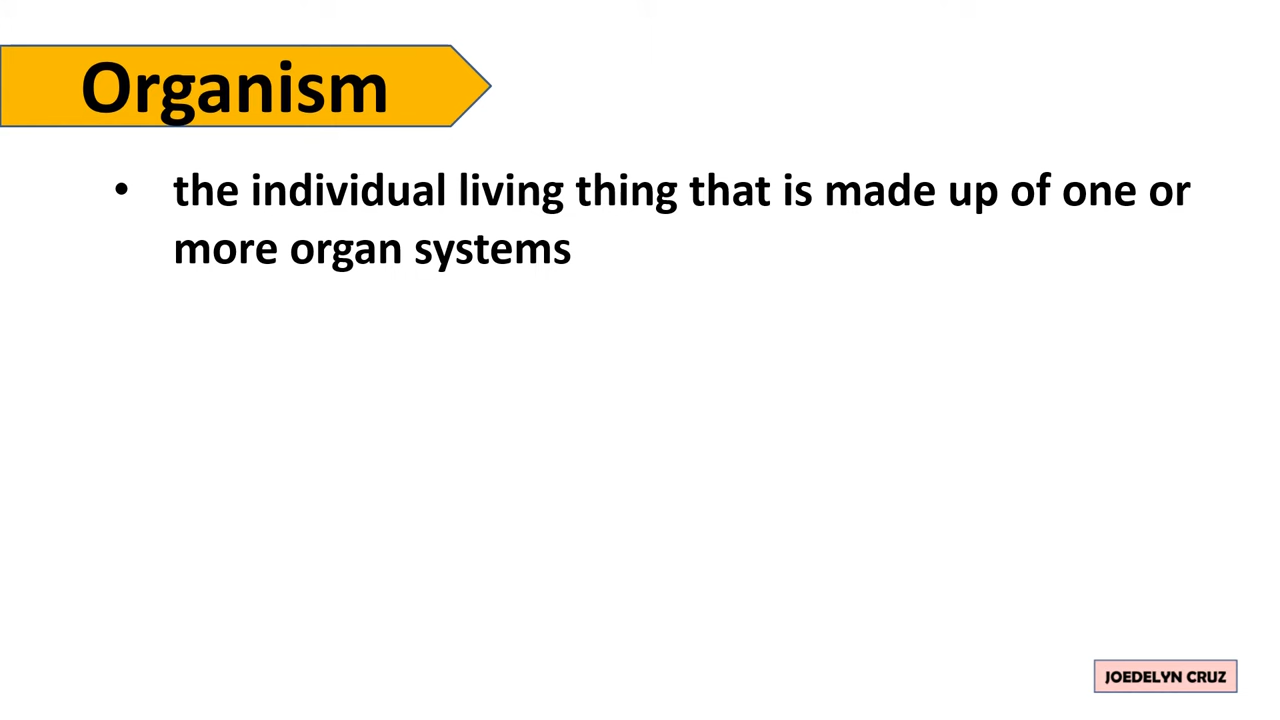 Organism
• the individual living thing that is made up of one or
more organ systems
JOEDELYN CRUZ